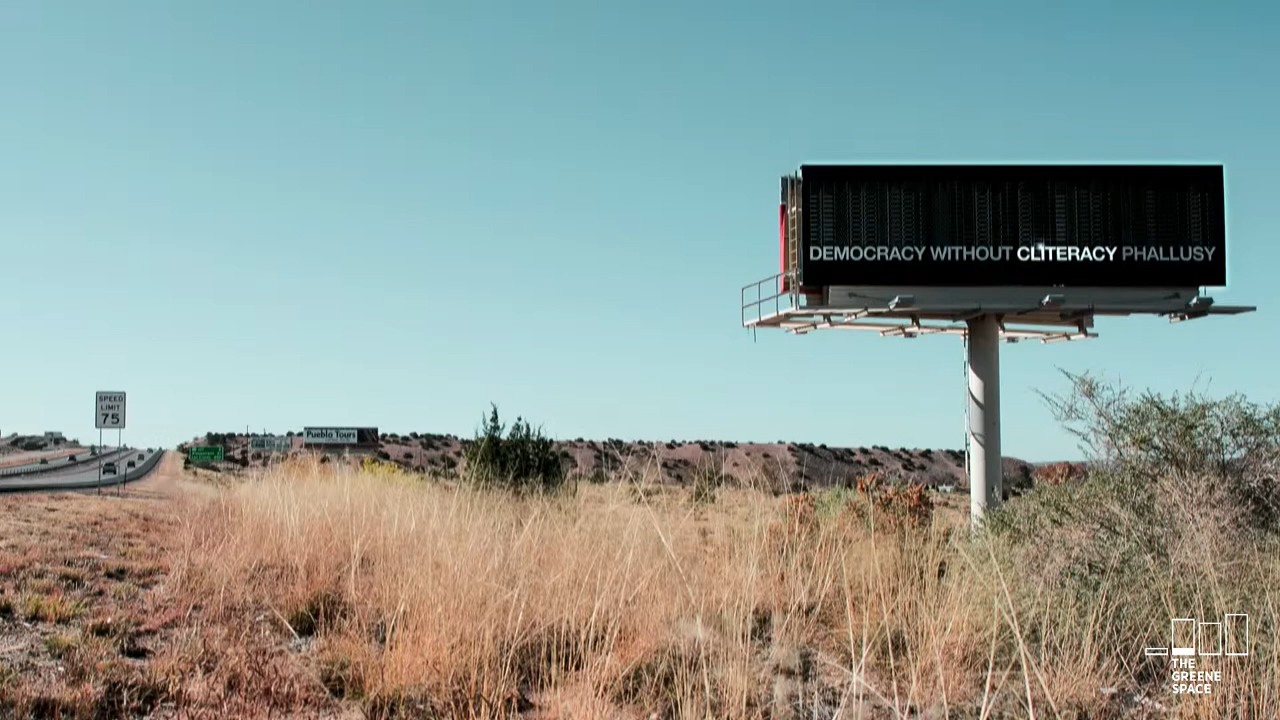 DEMOCRACY WITHOUT CLITERACY PHALLUSY
SPEED
LIMIT
75
Pueblo Tours
THE
GREENE
SPACE